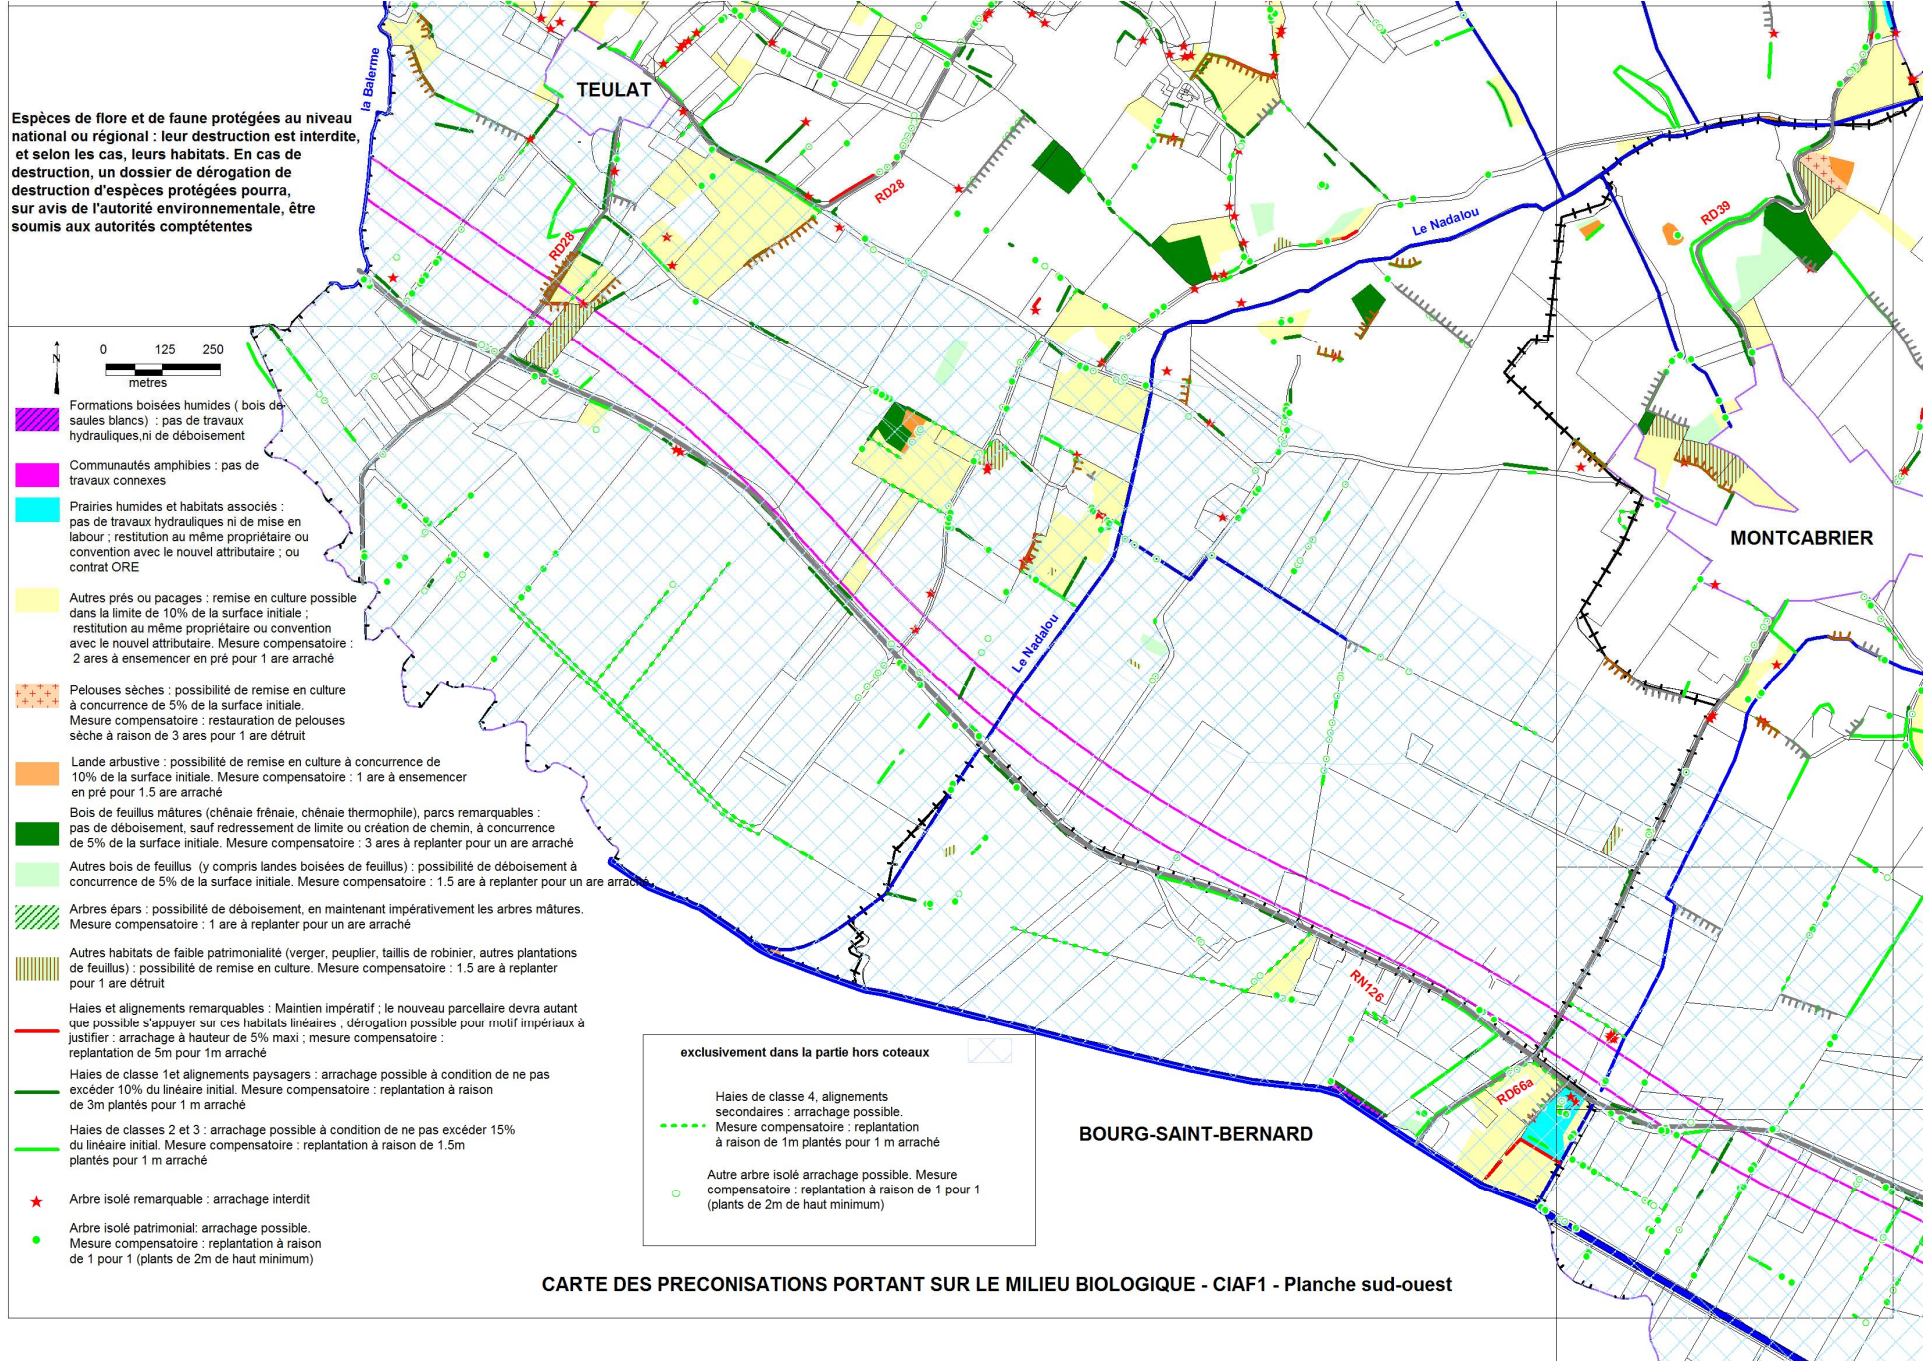 TEULAT
la Balerme
Espèces de flore et de faune protégées au niveau
national ou régional : leur destruction est interdite,
et selon les cas, leurs habitats. En cas de
destruction, un dossier de dérogation de
destruction d'espèces protégées pourra,
sur avis de l'autorité environnementale, être
soumis aux autorités comptétentes
RD28
RD28
Le Nadalou
RD39
N
0 125 250
metres
Formations boisées humides ( bois de
saules blancs) : pas de travaux
hydrauliques,ni de déboisement
Communautés amphibies : pas de
travaux connexes
Prairies humides et habitats associés :
pas de travaux hydrauliques ni de mise en
labour ; restitution au même propriétaire ou
convention avec le nouvel attributaire ; ou
contrat ORE
Autres prés ou pacages : remise en culture possible
dans la limite de 10% de la surface initiale ;
restitution au même propriétaire ou convention
avec le nouvel attributaire. Mesure compensatoire :
2 ares à ensemencer en pré pour 1 are arraché
Pelouses sèches : possibilité de remise en culture
à concurrence de 5% de la surface initiale.
Mesure compensatoire : restauration de pelouses
sèche à raison de 3 ares pour 1 are détruit
Lande arbustive : possibilité de remise en culture à concurrence de
10% de la surface initiale. Mesure compensatoire : 1 are à ensemencer
en pré pour 1.5 are arraché
Bois de feuillus mâtures (chênaie frênaie, chênaie thermophile), parcs remarquables :
pas de déboisement, sauf redressement de limite ou création de chemin, à concurrence
de 5% de la surface initiale. Mesure compensatoire : 3 ares à replanter pour un are arraché
Autres bois de feuillus (y compris landes boisées de feuillus) : possibilité de déboisement à
concurrence de 5% de la surface initiale. Mesure compensatoire : 1.5 are à replanter pour un are arraché
Arbres épars : possibilité de déboisement, en maintenant impérativement les arbres mâtures.
Mesure compensatoire : 1 are à replanter pour un are arraché
Autres habitats de faible patrimonialité (verger, peuplier, taillis de robinier, autres plantations
de feuillus) : possibilité de remise en culture. Mesure compensatoire : 1.5 are à replanter
pour 1 are détruit
Haies et alignements remarquables : Maintien impératif ; le nouveau parcellaire devra autant
que possible s'appuyer sur ces habitats linéaires ; dérogation possible pour motif impériaux à
justifier : arrachage à hauteur de 5% maxi ; mesure compensatoire :
replantation de 5m pour 1m arraché
Haies de classe 1et alignements paysagers : arrachage possible à condition de ne pas
excéder 10% du linéaire initial. Mesure compensatoire : replantation à raison
de 3m plantés pour 1 m arraché
Haies de classes 2 et 3 : arrachage possible à condition de ne pas excéder 15%
du linéaire initial. Mesure compensatoire : replantation à raison de 1.5m
plantés pour 1 m arraché
Arbre isolé remarquable : arrachage interdit
Arbre isolé patrimonial: arrachage possible.
Mesure compensatoire : replantation à raison
de 1 pour 1 (plants de 2m de haut minimum)
MONTCABRIER
Le Nadalou
RN126
RD66a
BOURG-SAINT-BERNARD
exclusivement dans la partie hors coteaux
Haies de classe 4, alignements
secondaires : arrachage possible.
Mesure compensatoire : replantation
à raison de 1m plantés pour 1 m arraché
Autre arbre isolé arrachage possible. Mesure
compensatoire : replantation à raison de 1 pour 1
(plants de 2m de haut minimum)
CARTE DES PRECONISATIONS PORTANT SUR LE MILIEU BIOLOGIQUE - CIAF1 - Planche sud-ouest